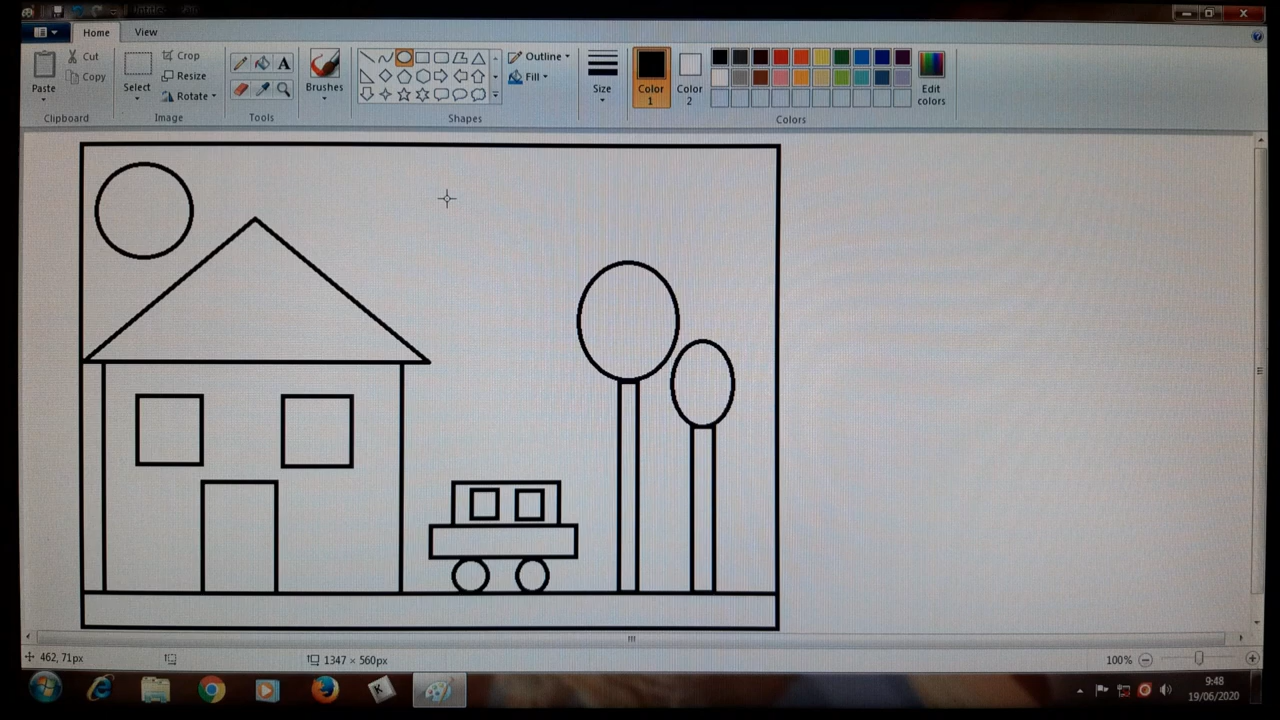 Home View
Cut
Copy
Paste
Clipboard
Select
Crop
Resize
Rotate
Image
A
Tools
Brushes
Outline
Fill
Shapes
Size
Color 1
Color 2
Edit colors
Colors
462, 71px
1347 × 560px
100%
K
9:48
19/06/2020